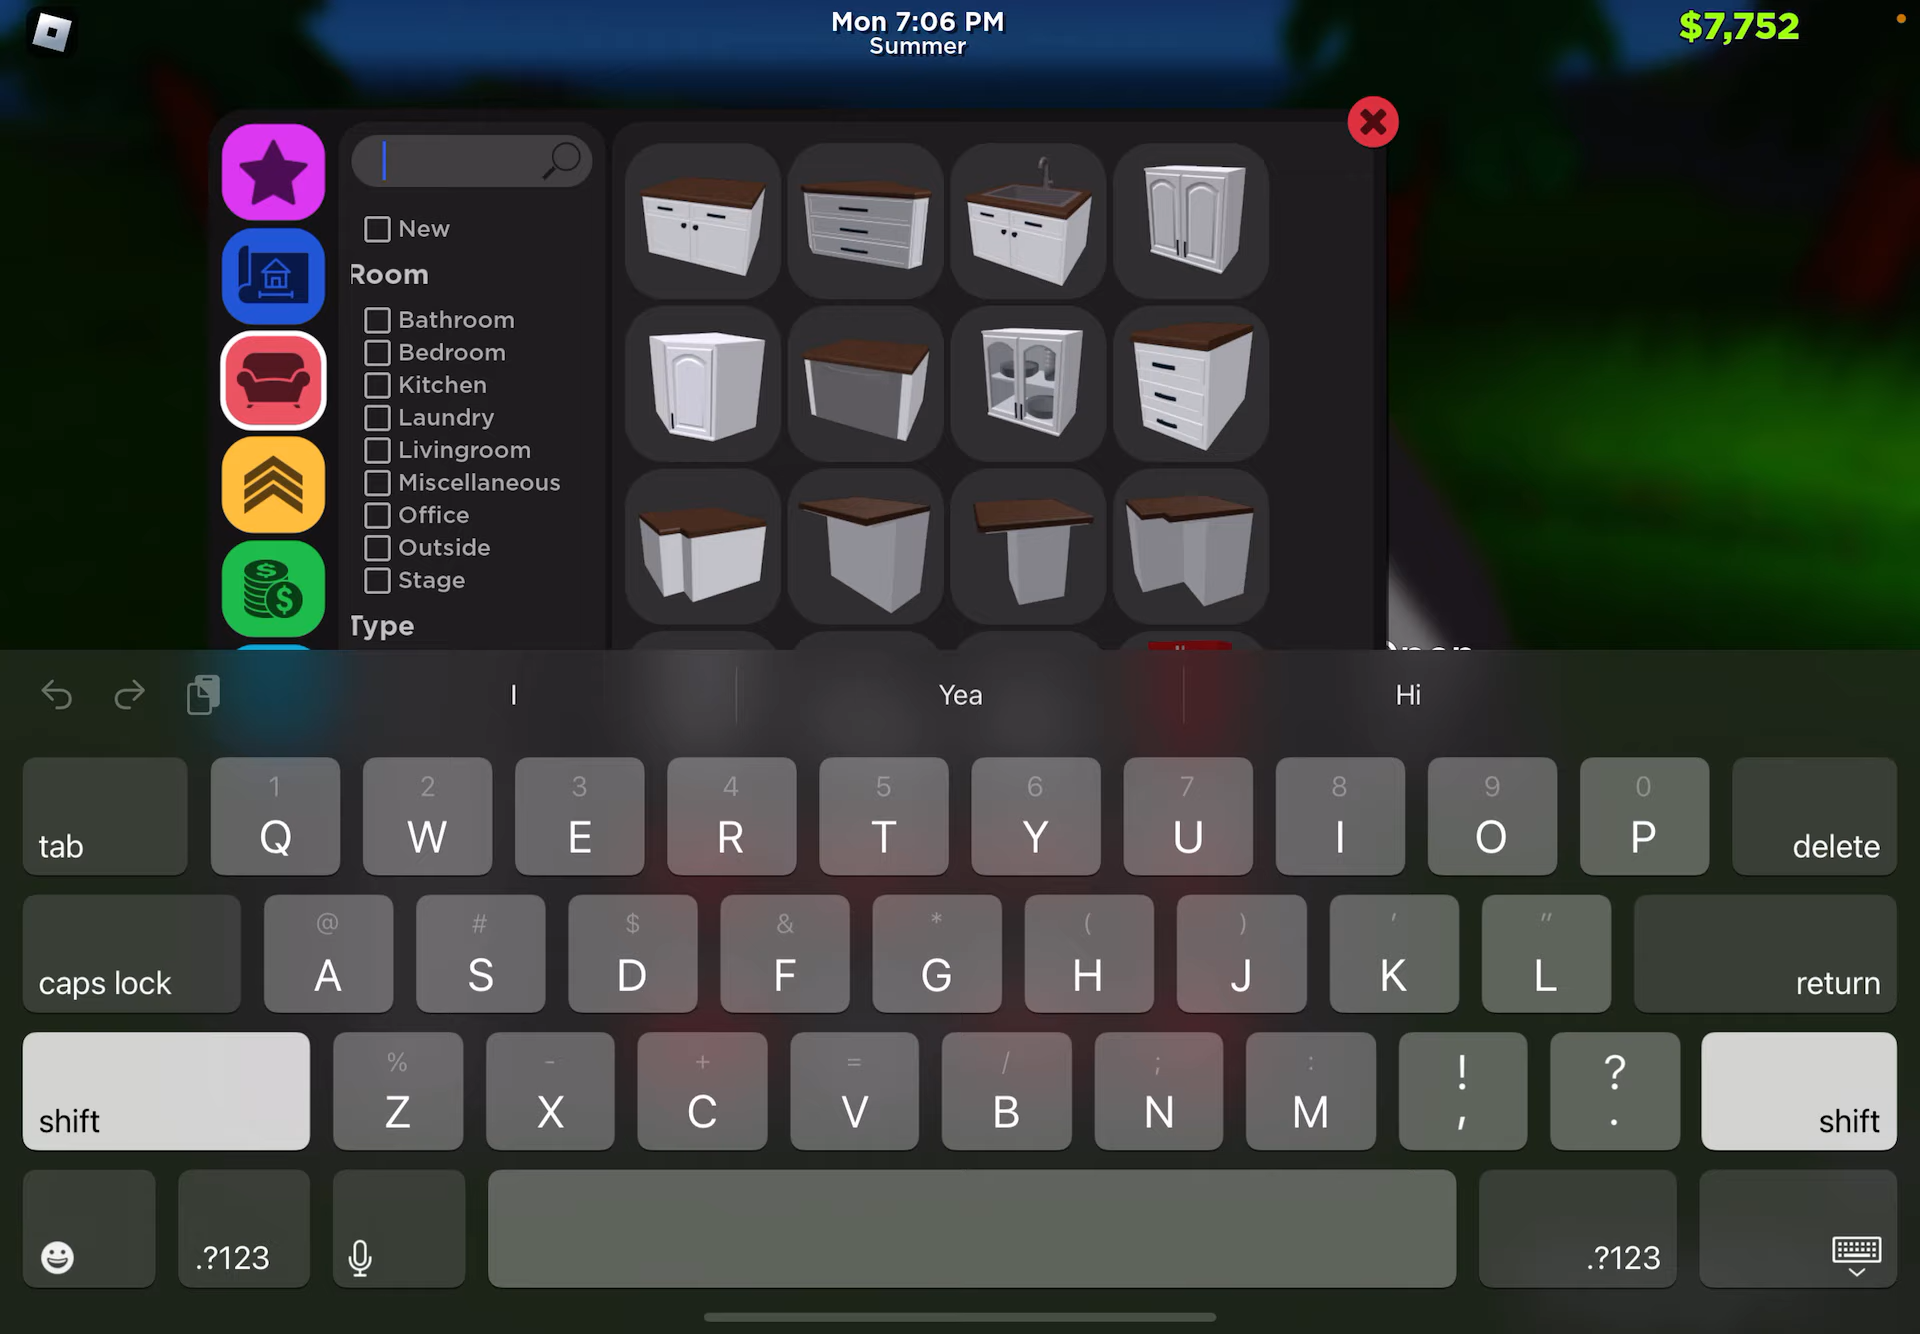 Mon 7:06 PM
Summer
$7,752
New
Room
Bathroom
Bedroom
Kitchen
Laundry
Livingroom
Miscellaneous
Office
Outside
Stage
Type
I Yea Hi
1 2 3 4 5 6 7 8 9 0
tab Q W E R T Y U I O P delete
@ # $ & * ( ) ' "
caps lock A S D F G H J K L return
% - + = / ; : ! ?
shift Z X C V B N M , . shift
.?123 .?123